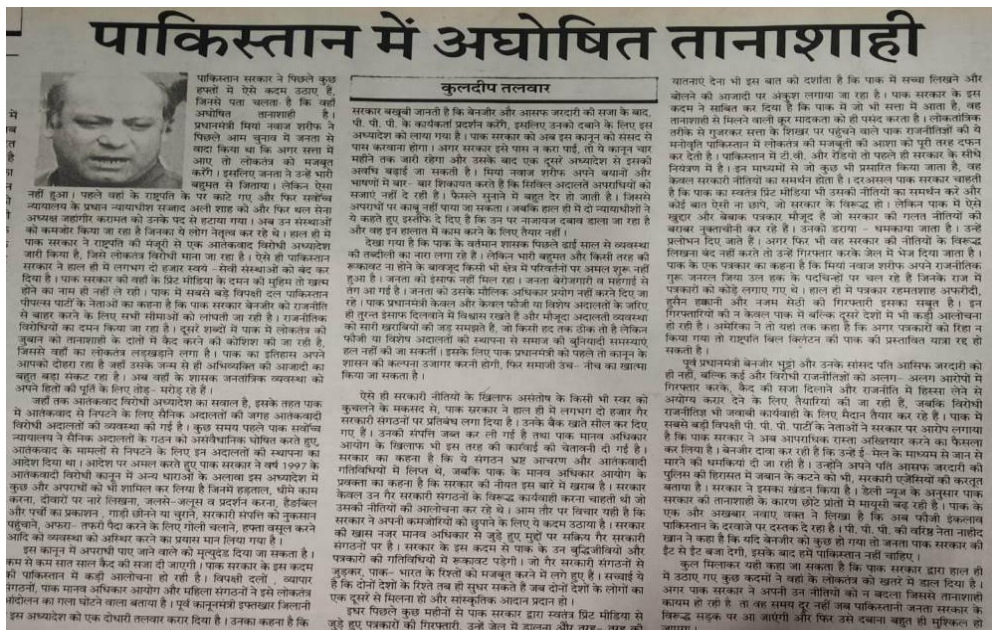 पाकिस्तान में अघोषित तानाशाही
पाकिस्तान सरकार ने पिछले कुछ
हफ्तों में ऐसे कदम उठाए हैं,
जिनसे पता चलता है कि वहाँ
अघोषित तानाशाही है।
प्रधानमंत्री मियां नवाज शरीफ ने
पिछले आम चुनाव में जनता से
वादा किया था कि अगर सत्ता में
आए तो लोकतंत्र को मजबूत
करेंगे। इसलिए जनता ने उन्हें भारी
बहुमत से जिताया। लेकिन ऐसा
नहीं हुआ। पहले वहां के राष्ट्रपति के पर काटे गए और फिर सर्वोच्च
न्यायालय के प्रधान न्यायाधीश सज्जाद अली शाह को और फिर थल सेना
अध्यक्ष जहांगीर करामत को उनके पद से हटाया गया। अब उन संस्थाओं
को कमजोर किया जा रहा है जिनका ये लोग नेतृत्व कर रहे थे। हाल ही में
पाक सरकार ने राष्ट्रपति की मंजूरी से एक आतंकवाद विरोधी अध्यादेश
जारी किया है, जिसे लोकतंत्र विरोधी माना जा रहा है। ऐसे ही पाकिस्तान
सरकार ने हाल ही में लगभग दो हजार स्वयं -सेवी संस्थाओं को बंद कर
दिया है। पाक सरकार की वहां के प्रिंट मीडिया के दमन की मुहिम तो खत्म
होने का नाम ही नहीं ले रही। पाक में सबसे बड़े विपक्षी दल पाकिस्तान
पीपल्स पार्टी के नेताओं का कहना है कि पाक सरकार बेनजीर को राजनीति
से बाहर करने के लिए सभी सीमाओं को लांघती जा रही है। राजनीतिक
विरोधियों का दमन किया जा रहा है। दूसरे शब्दों में पाक में लोकतंत्र की
जुबान को तानाशाही के दांतों में कैद करने की कोशिश की जा रही है,
जिससे वहाँ का लोकतंत्र लड़खड़ाने लगा है। पाक का इतिहास अपने
आपको दोहरा रहा है जहाँ उसके जन्म से ही अभिव्यक्ति की आजादी का
बहुत बड़ा संकट रहा है। अब वहाँ के शासक जनतांत्रिक व्यवस्था को
अपने हितों की पूर्ति के लिए तोड़- मरोड़ रहे हैं।
जहाँ तक आतंकवाद विरोधी अध्यादेश का सवाल है, इसके तहत पाक
में आतंकवाद से निपटने के लिए सैनिक अदालतों की जगह आतंकवादी
विरोधी अदालतों की व्यवस्था की गई है। कुछ समय पहले पाक सर्वोच्च
न्यायालय ने सैनिक अदालतों के गठन को असंवैधानिक घोषित करते हुए,
आतंकवाद के मामलों से निपटने के लिए इन अदालतों की स्थापना का
आदेश दिया था। आदेश पर अमल करते हुए पाक सरकार ने वर्ष 1997 के
आतंकवादी विरोधी कानून में अन्य धाराओं के अलावा इस अध्यादेश में
कुछ और अपराधों को भी शामिल कर लिया है जिनमें हड़ताल, धीमे काम
करना, दीवारों पर नारे लिखना, जलसे-जलूस व प्रदर्शन करना, हैंडबिल
और पर्चों का प्रकाशन, गाड़ी छीनने या चुराने, सरकारी संपत्ति को नुकसान
पहुंचाने, अफरा- तफरी पैदा करने के लिए गोली चलाने, हफ्ता वसूल करने
आदि को व्यवस्था को अस्थिर करने का प्रयास मान लिया गया है।
इस कानून में अपराधी पाए जाने वाले को मृत्युदंड दिया जा सकता है।
कम से कम सात साल कैद की सजा दी जाएगी। पाक सरकार के इस कदम
की पाकिस्तान में कड़ी आलोचना हो रही है। विपक्षी दलों , व्यापार
संगठनों, पाक मानव अधिकार आयोग और महिला संगठनों ने इसे लोकतंत्र
आंदोलन का गला घोंटने वाला बताया है। पूर्व कानूनमंत्री इफ्तखार जिलानी
इस अध्यादेश को एक दोधारी तलवार करार दिया है। उनका कहना है कि
कुलदीप तलवार
सरकार बखूबी जानती है कि बेनजीर और आसफ जरदारी की सजा के बाद,
पी. पी. पी. के कार्यकर्ता प्रदर्शन करेंगे, इसलिए उनको दबाने के लिए इस
अध्यादेश को लाया गया है। पाक सरकार को अब इस कानून को संसद से
पास करवाना होगा। अगर सरकार इसे पास न करा पाई, तो ये कानून चार
महीने तक जारी रहेगा और उसके बाद एक दूसरे अध्यादेश से इसकी
अवधि बढ़ाई जा सकती है। मियां नवाज शरीफ अपने बयानों और
भाषणों में बार- बार शिकायत करते हैं कि सिविल अदालतें अपराधियों को
सजाएं नहीं दे रही हैं। फैसले सुनाने में बहुत देर हो जाती है। जिससे
अपराधों पर काबू नहीं पाया जा सका। जबकि हाल ही में दो न्यायाधीशों ने
ये कहते हुए इस्तीफे दे दिए हैं कि उन पर नाजायज दबाव डाला जा रहा है
और वह इन हालात में काम करने के लिए तैयार नहीं।
देखा गया है कि पाक के वर्तमान शासक पिछले ढाई साल से व्यवस्था
की तब्दीली का नारा लगा रहे हैं। लेकिन भारी बहुमत और किसी तरह की
रूकावट ना होने के बावजूद किसी भी क्षेत्र में परिवर्तनों पर अमल शुरू नहीं
हुआ है। जनता को इंसाफ नहीं मिल रहा। जनता बेरोजगारी व महंगाई से
तंग आ गई है। जनता को उसके मौलिक अधिकार प्रयोग नहीं करने दिए जा
रहे। पाक प्रधानमंत्री केवल और केवल फौजी या विशेष अदालतों के जरिए
ही तुरन्त इंसाफ दिलवाने में विश्वास रखते हैं और मौजूदा अदालती व्यवस्था
को सारी खराबियों की जड़ समझते हैं, जो किसी हद तक ठीक तो है लेकिन
फौजी या विशेष अदालतों की स्थापना से समाज की बुनियादी समस्याएं
हल नहीं की जा सकतीं। इसके लिए पाक प्रधानमंत्री को पहले तो कानून के
शासन की कल्पना उजागर करनी होगी, फिर समाजी उंच- नीच का खात्मा
किया जा सकता है।
ऐसे ही सरकारी नीतियों के खिलाफ असंतोष के किसी भी स्वर को
कुचलने के मकसद से, पाक सरकार ने हाल ही में लगभग दो हजार गैर
सरकारी संगठनों पर प्रतिबंध लगा दिया है। उनके बैंक खाते सील कर दिए
गए हैं। उनकी संपत्ति जब्त कर ली गई है तथा पाक मानव अधिकार
आयोग के खिलाफ भी इस तरह की कार्रवाई की चेतावनी दी गई है।
सरकार का कहना है कि ये संगठन भ्रष्ट आचरण और आतंकवादी
गतिविधियों में लिप्त थे, जबकि पाक के मानव अधिकार आयोग के
प्रवक्ता का कहना है कि सरकार की नीयत इस बारे में खराब है। सरकार
केवल उन गैर सरकारी संगठनों के विरूद्ध कार्यवाही करना चाहती थी जो
उसकी नीतियों की आलोचना कर रहे थे। आम तौर पर विचार यही है कि
सरकार ने अपनी कमजोरियों को छुपाने के लिए ये कदम उठाया है। सरकार
की खास नजर मानव अधिकार से जुड़े हुए मुद्दों पर सक्रिय गैर सरकारी
संगठनों पर है। सरकार के इस कदम से पाक के उन बुद्धिजीवियों और
पत्रकारों की गतिविधियों में रूकावट पड़ेगी। जो गैर सरकारी संगठनों से
जुड़कर, पाक- भारत के रिश्तों को मजबूत करने में लगे हुए हैं। सच्चाई ये
है कि दोनों देशों के रिश्ते तब ही सुधर सकते हैं जब दोनों देशों के लोगों का
एक दूसरे से मिलना हो और सांस्कृतिक आदान प्रदान हो।
इधर पिछले कुछ महीनों से पाक सरकार द्वारा स्वतंत्र प्रिंट मीडिया से
जुड़े हुए पत्रकारों की गिरफ्तारी, उन्हें जेल में डालना और तरह- तरह की
यातनाएं देना भी इस बात को दर्शाता है कि पाक में सच्चा लिखने और
बोलने की आजादी पर अंकुश लगाया जा रहा है। पाक सरकार के इस
कदम ने साबित कर दिया है कि पाक में जो भी सत्ता में आता है, वह
तानाशाही से मिलने वाली क्रूर मादकता को ही पसंद करता है। लोकतांत्रिक
तरीके से गुजरकर सत्ता के शिखर पर पहुंचने वाले पाक राजनीतिज्ञों की ये
मनोवृति पाकिस्तान में लोकतंत्र की मजबूती की आशा को पूरी तरह दफन
कर देती है। पाकिस्तान में टी.वी. और रेडियो तो पहले ही सरकार के सीधे
नियंत्रण में है। इन माध्यमों से जो कुछ भी प्रसारित किया जाता है, वह
केवल सरकारी नीतियों का समर्थन होता है। दरअसल पाक सरकार चाहती
है कि पाक का स्वतंत्र प्रिंट मीडिया भी उसकी नीतियों का समर्थन करे और
कोई बात ऐसी ना छापे, जो सरकार के विरूद्ध हो। लेकिन पाक में ऐसे
खुद्दार और बेबाक पत्रकार मौजूद हैं जो सरकार की गलत नीतियों की
बराबर नुक्ताचीनी कर रहे हैं। उनको डराया - धमकाया जाता है। उन्हें
प्रलोभन दिए जाते हैं। अगर फिर भी वह सरकार की नीतियों के विरूद्ध
लिखना बंद नहीं करते तो उन्हें गिरफ्तार करके जेल में भेज दिया जाता है।
पाक के एक पत्रकार का कहना है कि मियां नवाज शरीफ अपने राजनीतिक
गुरू जनरल जिया उल हक के पदचिन्हों पर चल रहे हैं जिनके राज में
पत्रकारों को कोड़े लगाए गए थे। हाल ही में पत्रकार रहमतशाह अफरीदी,
हुसैन हक्कानी और नजम सेठी की गिरफ्तारी इसका सबूत है। इन
गिरफ्तारियों की न केवल पाक में बल्कि दूसरे देशों में भी कड़ी आलोचना
हो रही है। अमेरिका ने तो यहां तक कहा है कि अगर पत्रकारों को रिहा न
किया गया तो राष्ट्रपति बिल क्लिंटन की पाक की प्रस्तावित यात्रा रद्द हो
सकती है।
पूर्व प्रधानमंत्री बेनजीर भुट्टो और उनके सांसद पति आसिफ जरदारी को
ही नहीं, बल्कि कई और विरोधी राजनीतिज्ञों को अलग- अलग आरोपों में
गिरफ्तार करके, कैद की सजा दिलाने और राजनीति में हिस्सा लेने से
अयोग्य करार देने के लिए तैयारियां की जा रही हैं, जबकि विरोधी
राजनीतिज्ञ भी जवाबी कार्यवाही के लिए मैदान तैयार कर रहे हैं। पाक में
सबसे बड़ी विपक्षी पी. पी. पी. पार्टी के नेताओं ने सरकार पर आरोप लगाया
है कि पाक सरकार ने अब आपराधिक रास्ता अख्तियार करने का फैसला
कर लिया है। बेनजीर दावा कर रही हैं कि उन्हें ई-मेल के माध्यम से जान से
मारने की धमकियां दी जा रही हैं। उन्होंने अपने पति आसफ जरदारी की
पुलिस की हिरासत में जबान के कटने को भी, सरकारी एजेंसियों की करतूत
बताया है। सरकार ने इसका खंडन किया है। डेली न्यूज के अनुसार पाक
सरकार की तानाशाही के कारण छोटे प्रांतों में मायूसी बढ़ रही है। पाक के
एक और अखबार नवाए वक्त ने लिखा है कि अब फौजी इंकलाब
पाकिस्तान के दरवाजे पर दस्तक दे रहा है। पी. पी. पी. की वरिष्ठ नेता नाहीद
खान ने कहा है कि यदि बेनजीर को कुछ हो गया तो जनता पाक सरकार की
ईंट से ईंट बजा देगी, इसके बाद हमें पाकिस्तान नहीं चाहिए।
कुल मिलाकर यही कहा जा सकता है कि पाक सरकार द्वारा हाल ही
में उठाए गए कुछ कदमों ने वहां के लोकतंत्र को खतरे में डाल दिया है।
अगर पाक सरकार ने अपनी उन नीतियों को न बदला जिससे तानाशाही
कायम हो रही है तो वह समय दूर नहीं जब पाकिस्तानी जनता सरकार के
विरूद्ध सड़क पर आ जाएगी और फिर उसे दबाना बहुत ही मुश्किल हो
जाएगा।